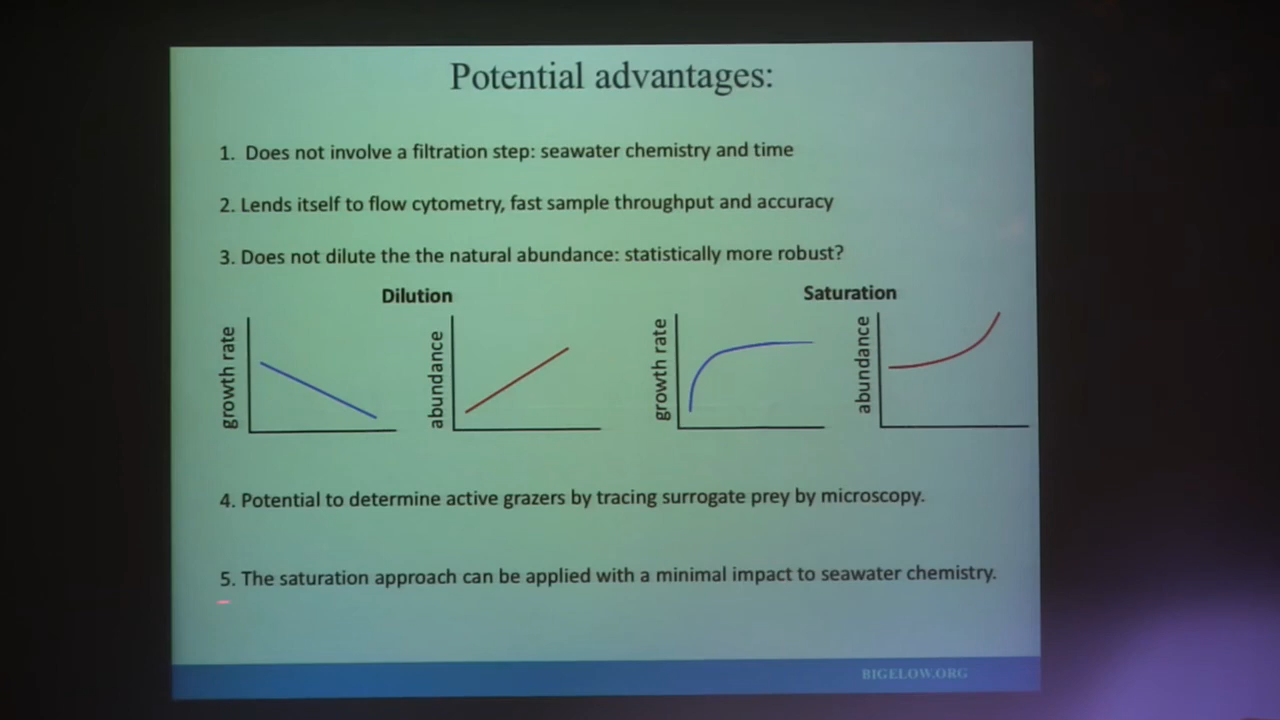 Potential advantages:
1. Does not involve a filtration step: seawater chemistry and time
2. Lends itself to flow cytometry, fast sample throughput and accuracy
3. Does not dilute the the natural abundance: statistically more robust?
Dilution
Saturation
growth rate
abundance
growth rate
abundance
4. Potential to determine active grazers by tracing surrogate prey by microscopy.
5. The saturation approach can be applied with a minimal impact to seawater chemistry.
BIGELOW.ORG